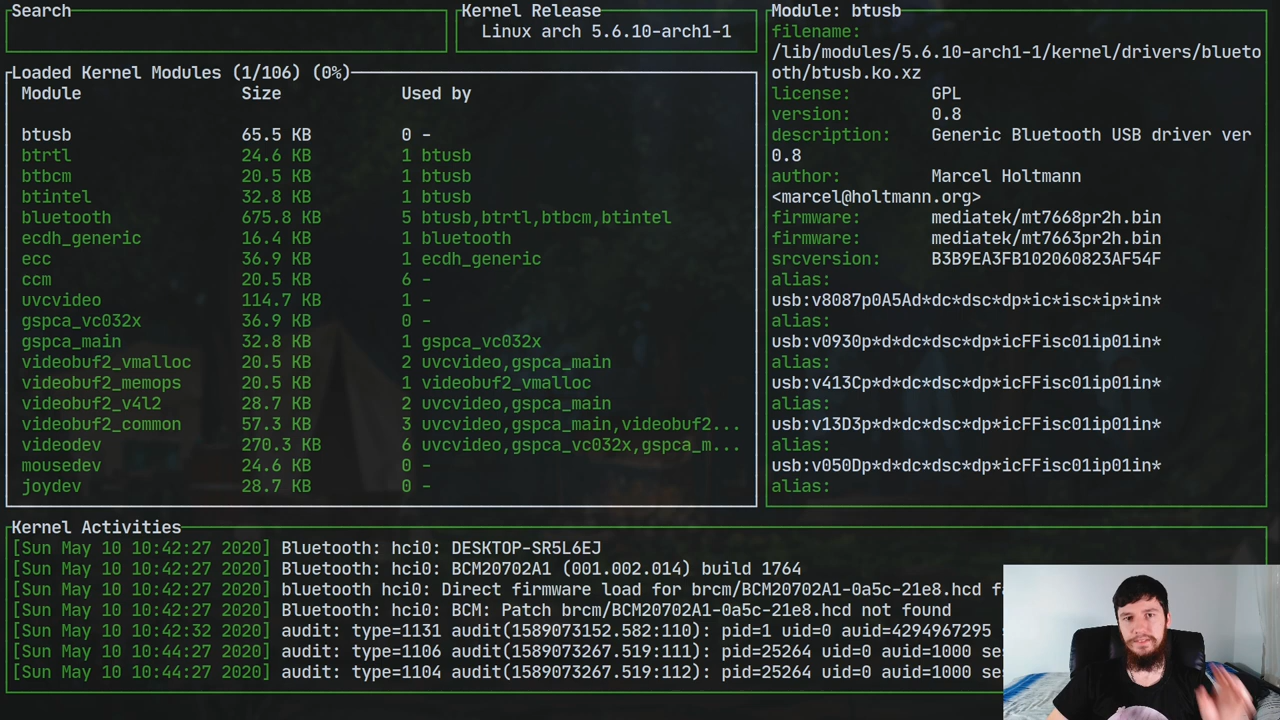 Search
Kernel Release
Linux arch 5.6.10-arch1-1
Loaded Kernel Modules (1/106) (0%)
Module Size Used by
btusb 65.5 KB 0 -
btrtl 24.6 KB 1 btusb
btbcm 20.5 KB 1 btusb
btintel 32.8 KB 1 btusb
bluetooth 675.8 KB 5 btusb,btrtl,btbcm,btintel
ecdh_generic 16.4 KB 1 bluetooth
ecc 36.9 KB 1 ecdh_generic
ccm 20.5 KB 6 -
uvcvideo 114.7 KB 1 -
gspca_vc032x 36.9 KB 0 -
gspca_main 32.8 KB 1 gspca_vc032x
videobuf2_vmalloc 20.5 KB 2 uvcvideo,gspca_main
videobuf2_memops 20.5 KB 1 videobuf2_vmalloc
videobuf2_v4l2 28.7 KB 2 uvcvideo,gspca_main
videobuf2_common 57.3 KB 3 uvcvideo,gspca_main,videobuf2...
videodev 270.3 KB 6 uvcvideo,gspca_vc032x,gspca_m...
mousedev 24.6 KB 0 -
joydev 28.7 KB 0 -
Module: btusb
filename:
/lib/modules/5.6.10-arch1-1/kernel/drivers/blueto
oth/btusb.ko.xz
license: GPL
version: 0.8
description: Generic Bluetooth USB driver ver
0.8
author: Marcel Holtmann
<marcel@holtmann.org>
firmware: mediatek/mt7668pr2h.bin
firmware: mediatek/mt7663pr2h.bin
srcversion: B3B9EA3FB102060823AF54F
alias:
usb:v8087p0A5Ad*dc*dsc*dp*ic*isc*ip*in*
alias:
usb:v0930p*d*dc*dsc*dp*icFFisc01ip01in*
alias:
usb:v413Cp*d*dc*dsc*dp*icFFisc01ip01in*
alias:
usb:v13D3p*d*dc*dsc*dp*icFFisc01ip01in*
alias:
usb:v050Dp*d*dc*dsc*dp*icFFisc01ip01in*
alias:
Kernel Activities
[Sun May 10 10:42:27 2020] Bluetooth: hci0: DESKTOP-SR5L6EJ
[Sun May 10 10:42:27 2020] Bluetooth: hci0: BCM20702A1 (001.002.014) build 1764
[Sun May 10 10:42:27 2020] bluetooth hci0: Direct firmware load for brcm/BCM20702A1-0a5c-21e8.hcd
[Sun May 10 10:42:27 2020] Bluetooth: hci0: BCM: Patch brcm/BCM20702A1-0a5c-21e8.hcd not found
[Sun May 10 10:42:32 2020] audit: type=1131 audit(1589073152.582:110): pid=1 uid=0 auid=4294967295
[Sun May 10 10:44:27 2020] audit: type=1106 audit(1589073267.519:111): pid=25264 uid=0 auid=1000
[Sun May 10 10:44:27 2020] audit: type=1104 audit(1589073267.519:112): pid=25264 uid=0 auid=1000